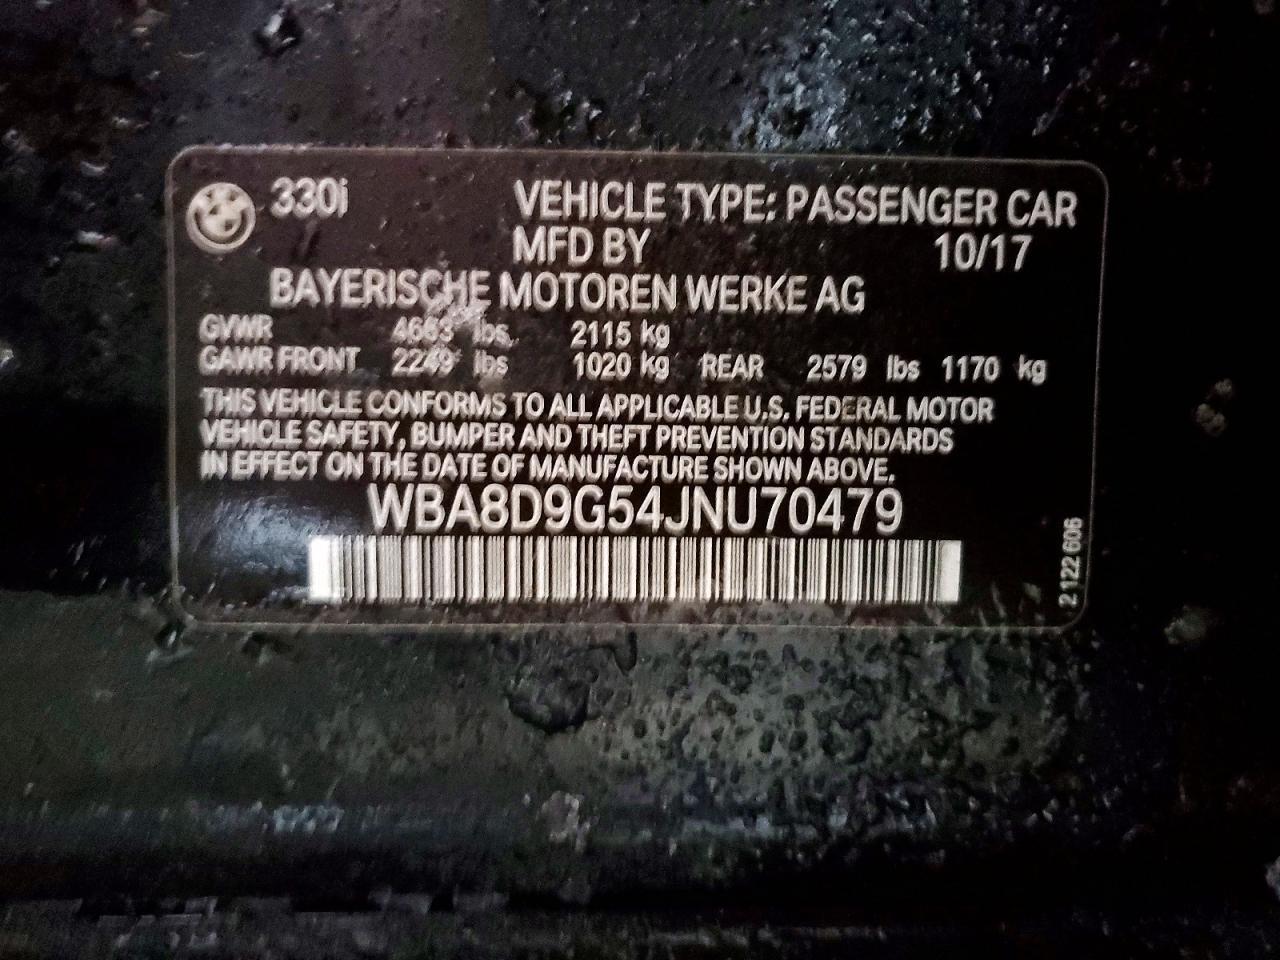 330i VEHICLE TYPE: PASSENGER CAR
MFD BY 10/17
BAYERISCHE MOTOREN WERKE AG
GVWR 4663 lbs 2115 kg
GAWR FRONT 2249 lbs 1020 kg REAR 2579 lbs 1170 kg
THIS VEHICLE CONFORMS TO ALL APPLICABLE U.S. FEDERAL MOTOR
VEHICLE SAFETY, BUMPER AND THEFT PREVENTION STANDARDS
IN EFFECT ON THE DATE OF MANUFACTURE SHOWN ABOVE.
WBA8D9G54JNU70479
2 122 606